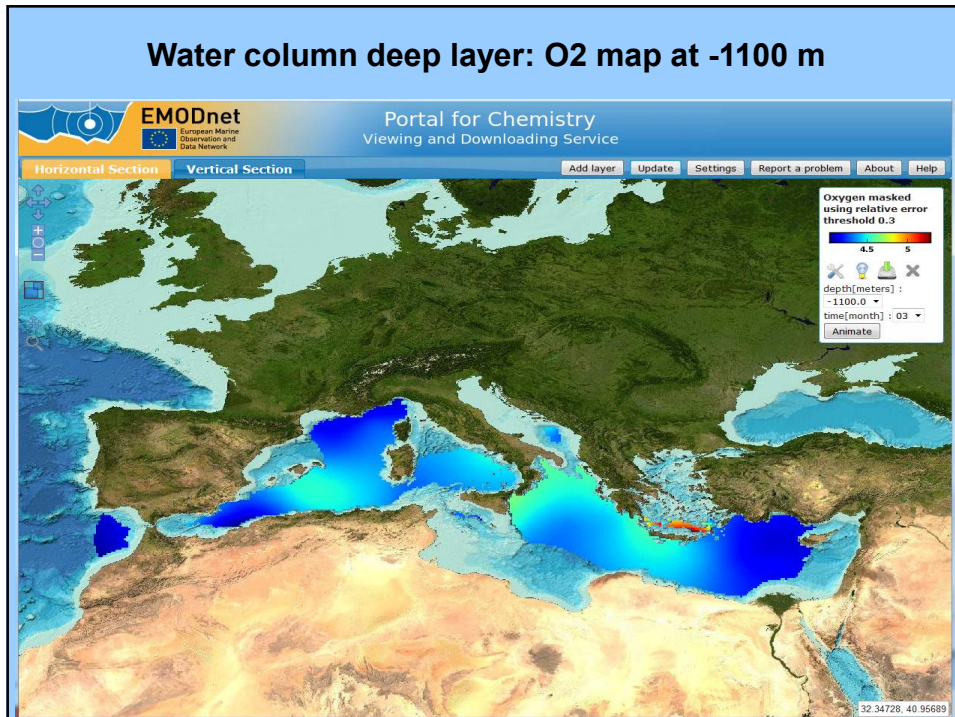 Water column deep layer: O2 map at -1100 m
EMODnet
European Marine
Observation and
Data Network
Portal for Chemistry
Viewing and Downloading Service
Horizontal Section Vertical Section Add layer Update Settings Report a problem About Help
Oxygen masked
using relative error
threshold 0.3
4.5 5
depth[meters] :
-1100.0
time[month] : 03
Animate
32.34728, 40.95689